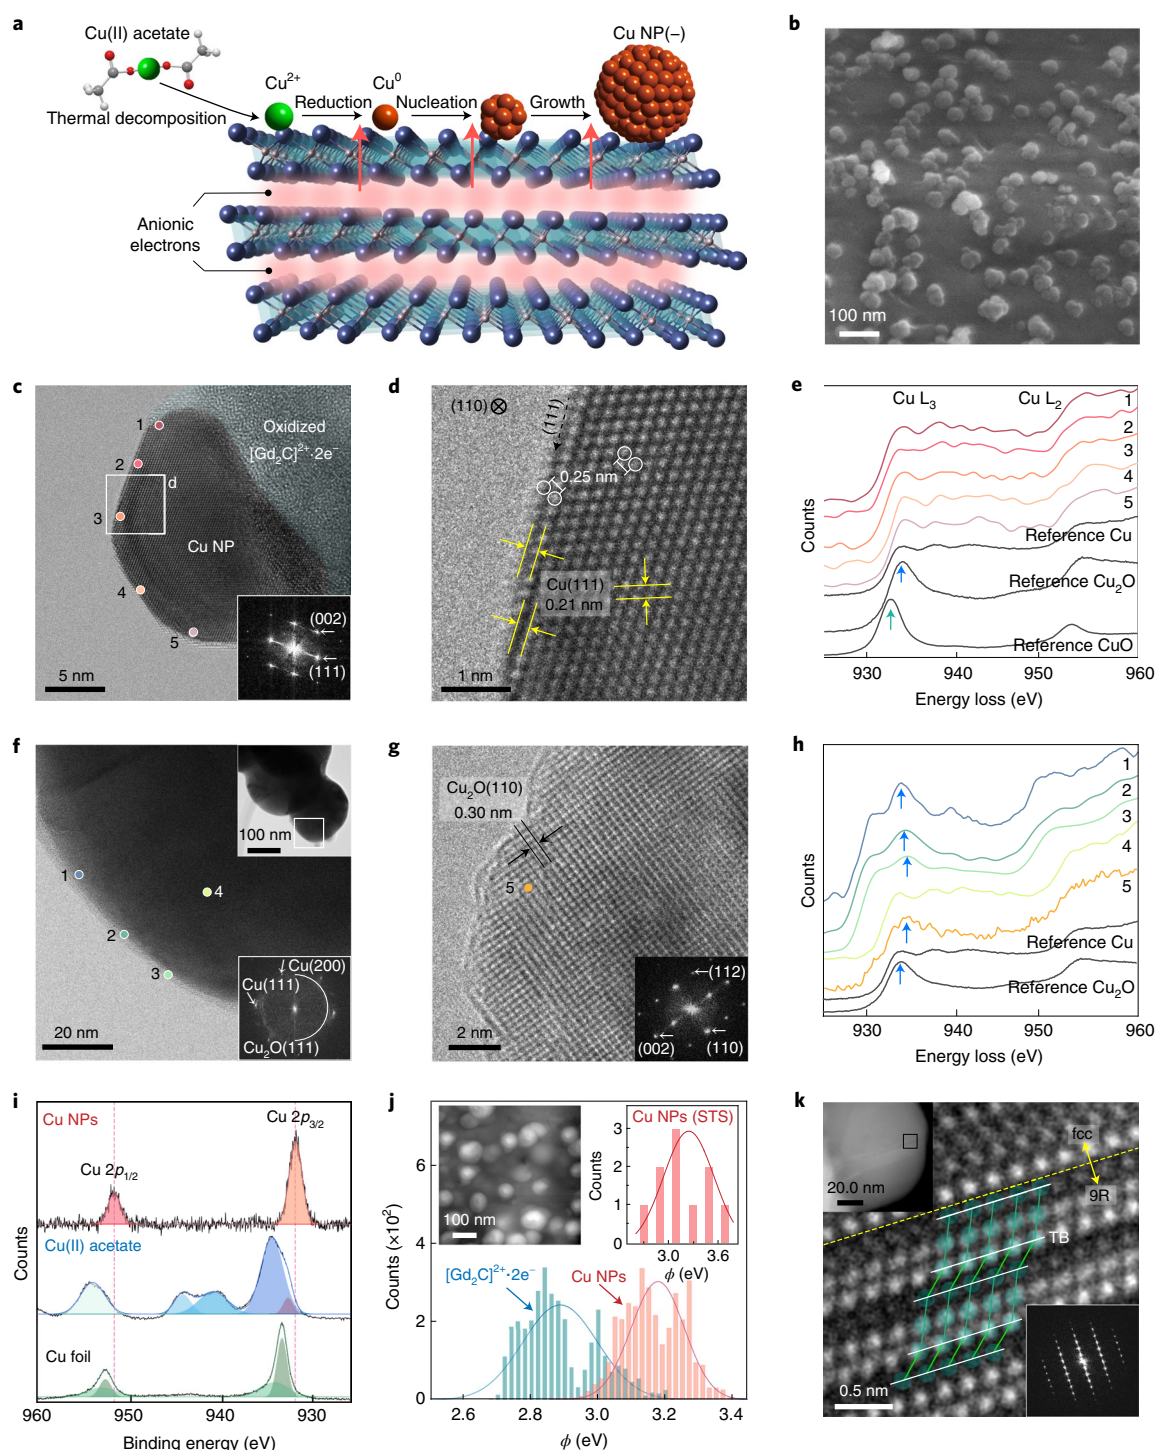 a
Cu(II) acetate
Thermal decomposition
Cu²⁺
Reduction
Cu⁰
Nucleation
Growth
Cu NP(−)
Anionic
electrons
b
100 nm
c
1
2
d
3
4
5
Cu NP
Oxidized
[Gd₂C]²⁺·2e⁻
(002)
(111)
5 nm
d
(110)
(111)
0.25 nm
Cu(111)
0.21 nm
1 nm
e
Cu L₃
Cu L₂
1
2
3
4
5
Reference Cu
Reference Cu₂O
Reference CuO
Counts
930
940
950
960
Energy loss (eV)
f
100 nm
1
4
2
3
Cu(200)
Cu(111)
Cu₂O(111)
20 nm
g
Cu₂O(110)
0.30 nm
5
(112)
(002)
(110)
2 nm
h
1
2
3
4
5
Reference Cu
Reference Cu₂O
Counts
930
940
950
960
Energy loss (eV)
i
Cu NPs
Cu 2p₃/₂
Cu 2p₁/₂
Cu(II) acetate
Cu foil
Counts
960
950
940
930
Binding energy (eV)
j
Cu NPs (STS)
Counts
3
2
1
0
3.0
3.6
ϕ (eV)
100 nm
[Gd₂C]²⁺·2e⁻
Cu NPs
Counts (×10²)
6
4
2
0
2.6
2.8
3.0
3.2
3.4
ϕ (eV)
k
20.0 nm
fcc
9R
TB
0.5 nm